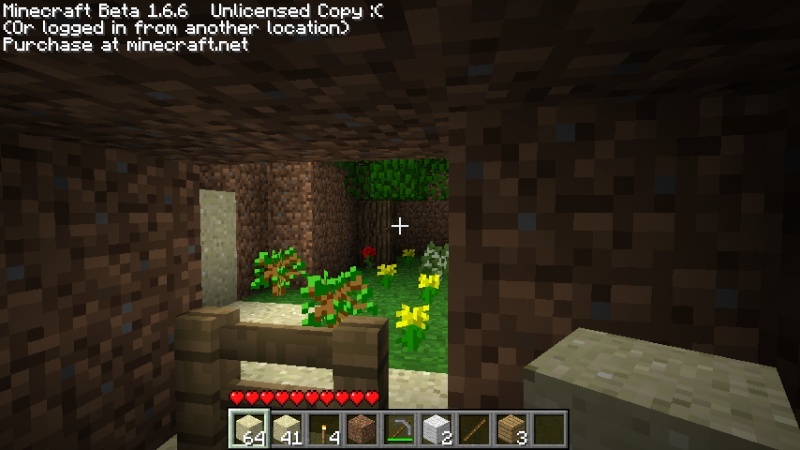 Minecraft Beta 1.6.6   Unlicensed Copy :(
(Or logged in from another location)
Purchase at minecraft.net
64 41 4 2 3